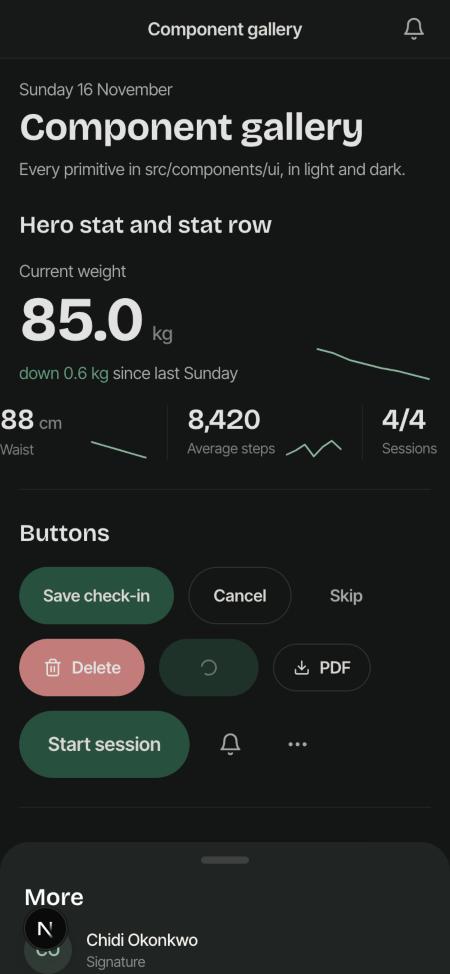 Component gallery
Sunday 16 November
Component gallery
Every primitive in src/components/ui, in light and dark.
Hero stat and stat row
Current weight
85.0 kg
down 0.6 kg since last Sunday
88 cm
Waist
8,420
Average steps
4/4
Sessions
Buttons
Save check-in
Cancel
Skip
Delete
PDF
Start session
More
N
Chidi Okonkwo
Signature